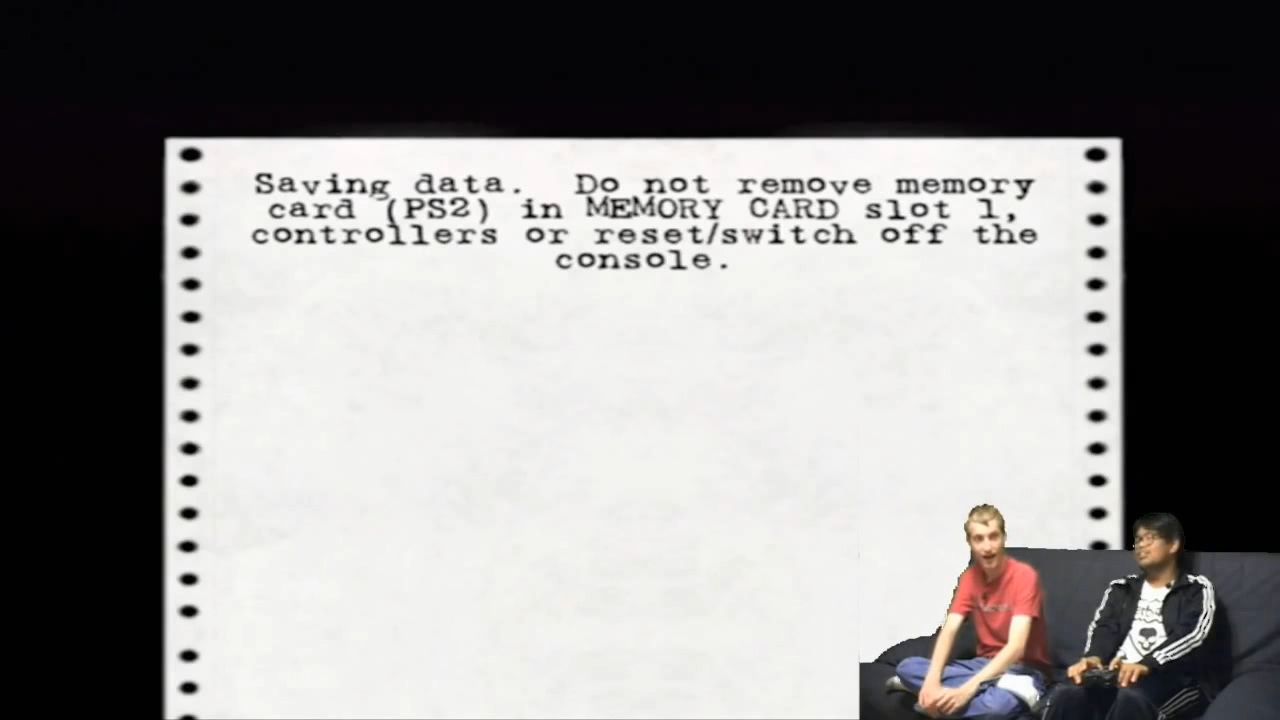 Saving data. Do not remove memory
card (PS2) in MEMORY CARD slot 1,
controllers or reset/switch off the
console.